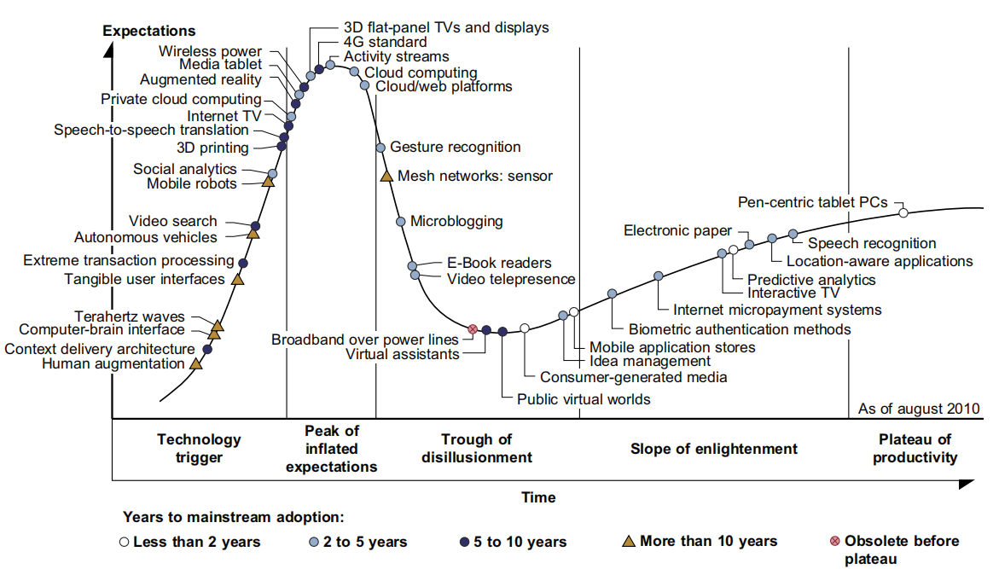 Expectations
3D flat-panel TVs and displays
4G standard
Activity streams
Wireless power
Media tablet
Augmented reality
Cloud computing
Cloud/web platforms
Private cloud computing
Internet TV
Speech-to-speech translation
3D printing
Gesture recognition
Social analytics
Mobile robots
Mesh networks: sensor
Pen-centric tablet PCs
Video search
Autonomous vehicles
Microblogging
Electronic paper
Speech recognition
Location-aware applications
Extreme transaction processing
Tangible user interfaces
E-Book readers
Video telepresence
Predictive analytics
Interactive TV
Internet micropayment systems
Terahertz waves
Computer-brain interface
Context delivery architecture
Human augmentation
Broadband over power lines
Virtual assistants
Biometric authentication methods
Mobile application stores
Idea management
Consumer-generated media
Public virtual worlds
As of august 2010
Technology
trigger
Peak of
inflated
expectations
Trough of
disillusionment
Slope of enlightenment
Plateau of
productivity
Time
Years to mainstream adoption:
Less than 2 years
2 to 5 years
5 to 10 years
More than 10 years
Obsolete before
plateau